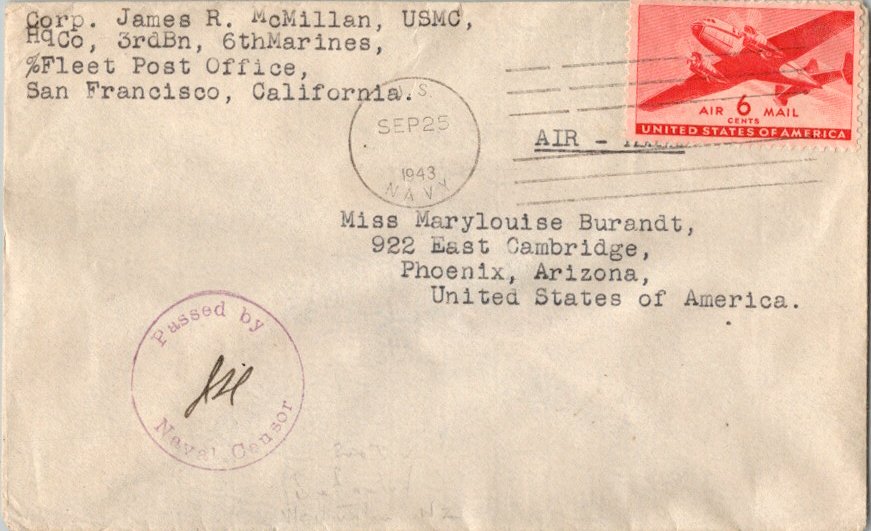 Corp. James R. McMillan, USMC,
HqCo, 3rdBn, 6thMarines,
%Fleet Post Office,
San Francisco, California.
U.S.
SEP 25
1943
NAVY
AIR 6 MAIL
CENTS
UNITED STATES OF AMERICA
AIR -
Miss Marylouise Burandt,
922 East Cambridge,
Phoenix, Arizona,
United States of America.
Passed by
Naval Censor